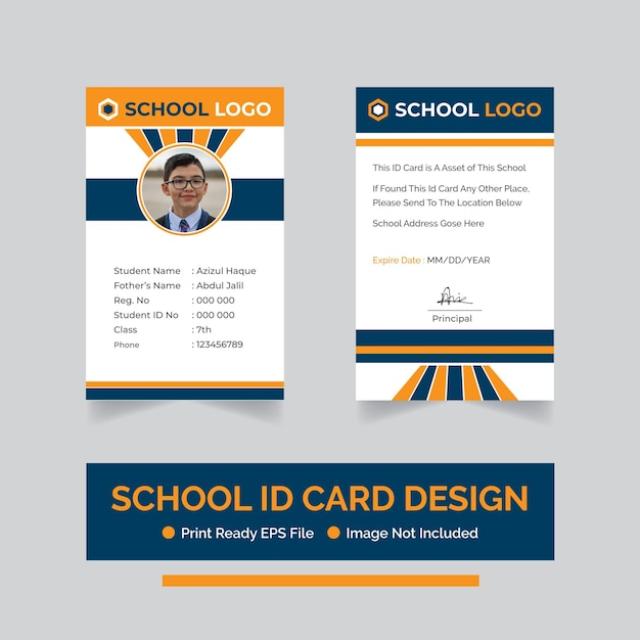 SCHOOL LOGO
Student Name : Azizul Haque
Fother's Name : Abdul Jalil
Reg. No : 000 000
Student ID No : 000 000
Class : 7th
Phone : 123456789
SCHOOL LOGO
This ID Card is A Asset of This School
If Found This Id Card Any Other Place,
Please Send To The Location Below
School Address Gose Here
Expire Date : MM/DD/YEAR
Principal
SCHOOL ID CARD DESIGN
Print Ready EPS File
Image Not Included